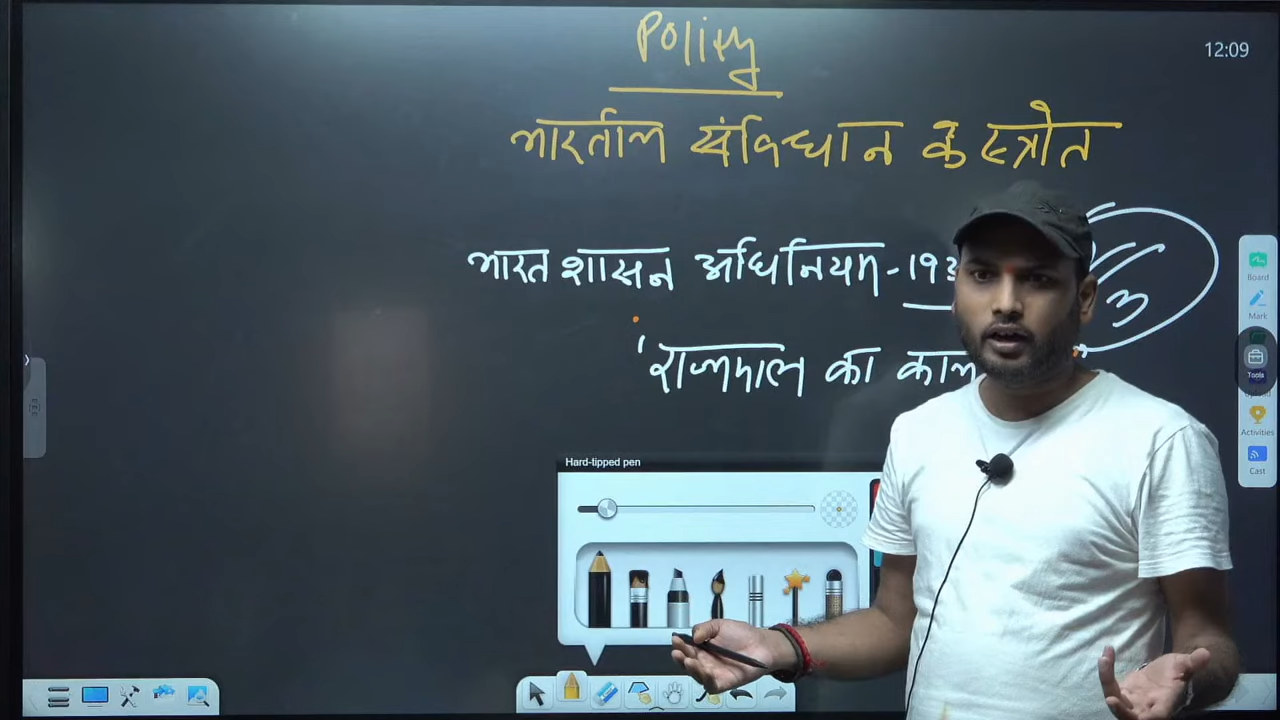 Polity
12:09
भारतीय संविधान के स्त्रोत
भारत शासन अधिनियम - 193
राज्यपाल का
Board
Mark
Tools
Activities
Cast
Hard-tipped pen